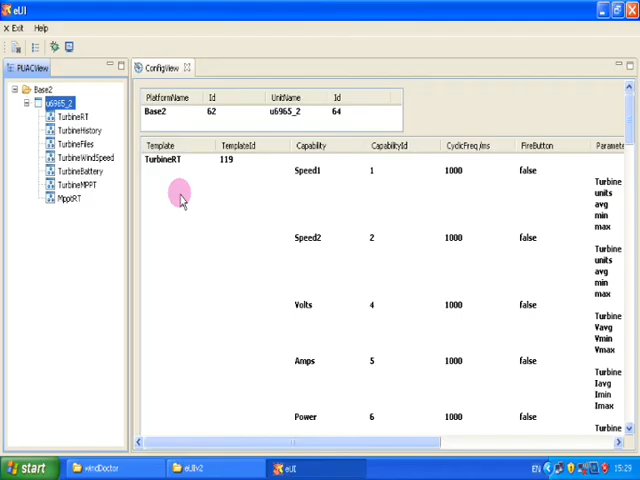 eUI
Exit Help
PUACView
ConfigView
Base2
u6965_2
TurbineRT
TurbineHistory
TurbineFiles
TurbineWindSpeed
TurbineBattery
TurbineMPPT
MpptRT
PlatformName Id UnitName Id
Base2 62 u6965_2 64
Template TemplateId Capability CapabilityId CyclicFreq /ms FireButton Paramete
TurbineRT 119
Speed1 1 1000 false
Turbine
units
avg
min
max
Speed2 2 1000 false
Turbine
units
avg
min
max
Volts 4 1000 false
Turbine
Vavg
Vmin
Vmax
Amps 5 1000 false
Turbine
Iavg
Imin
Imax
Power 6 1000 false
Turbine
start windDoctor eUIv2 eUI EN 15:29